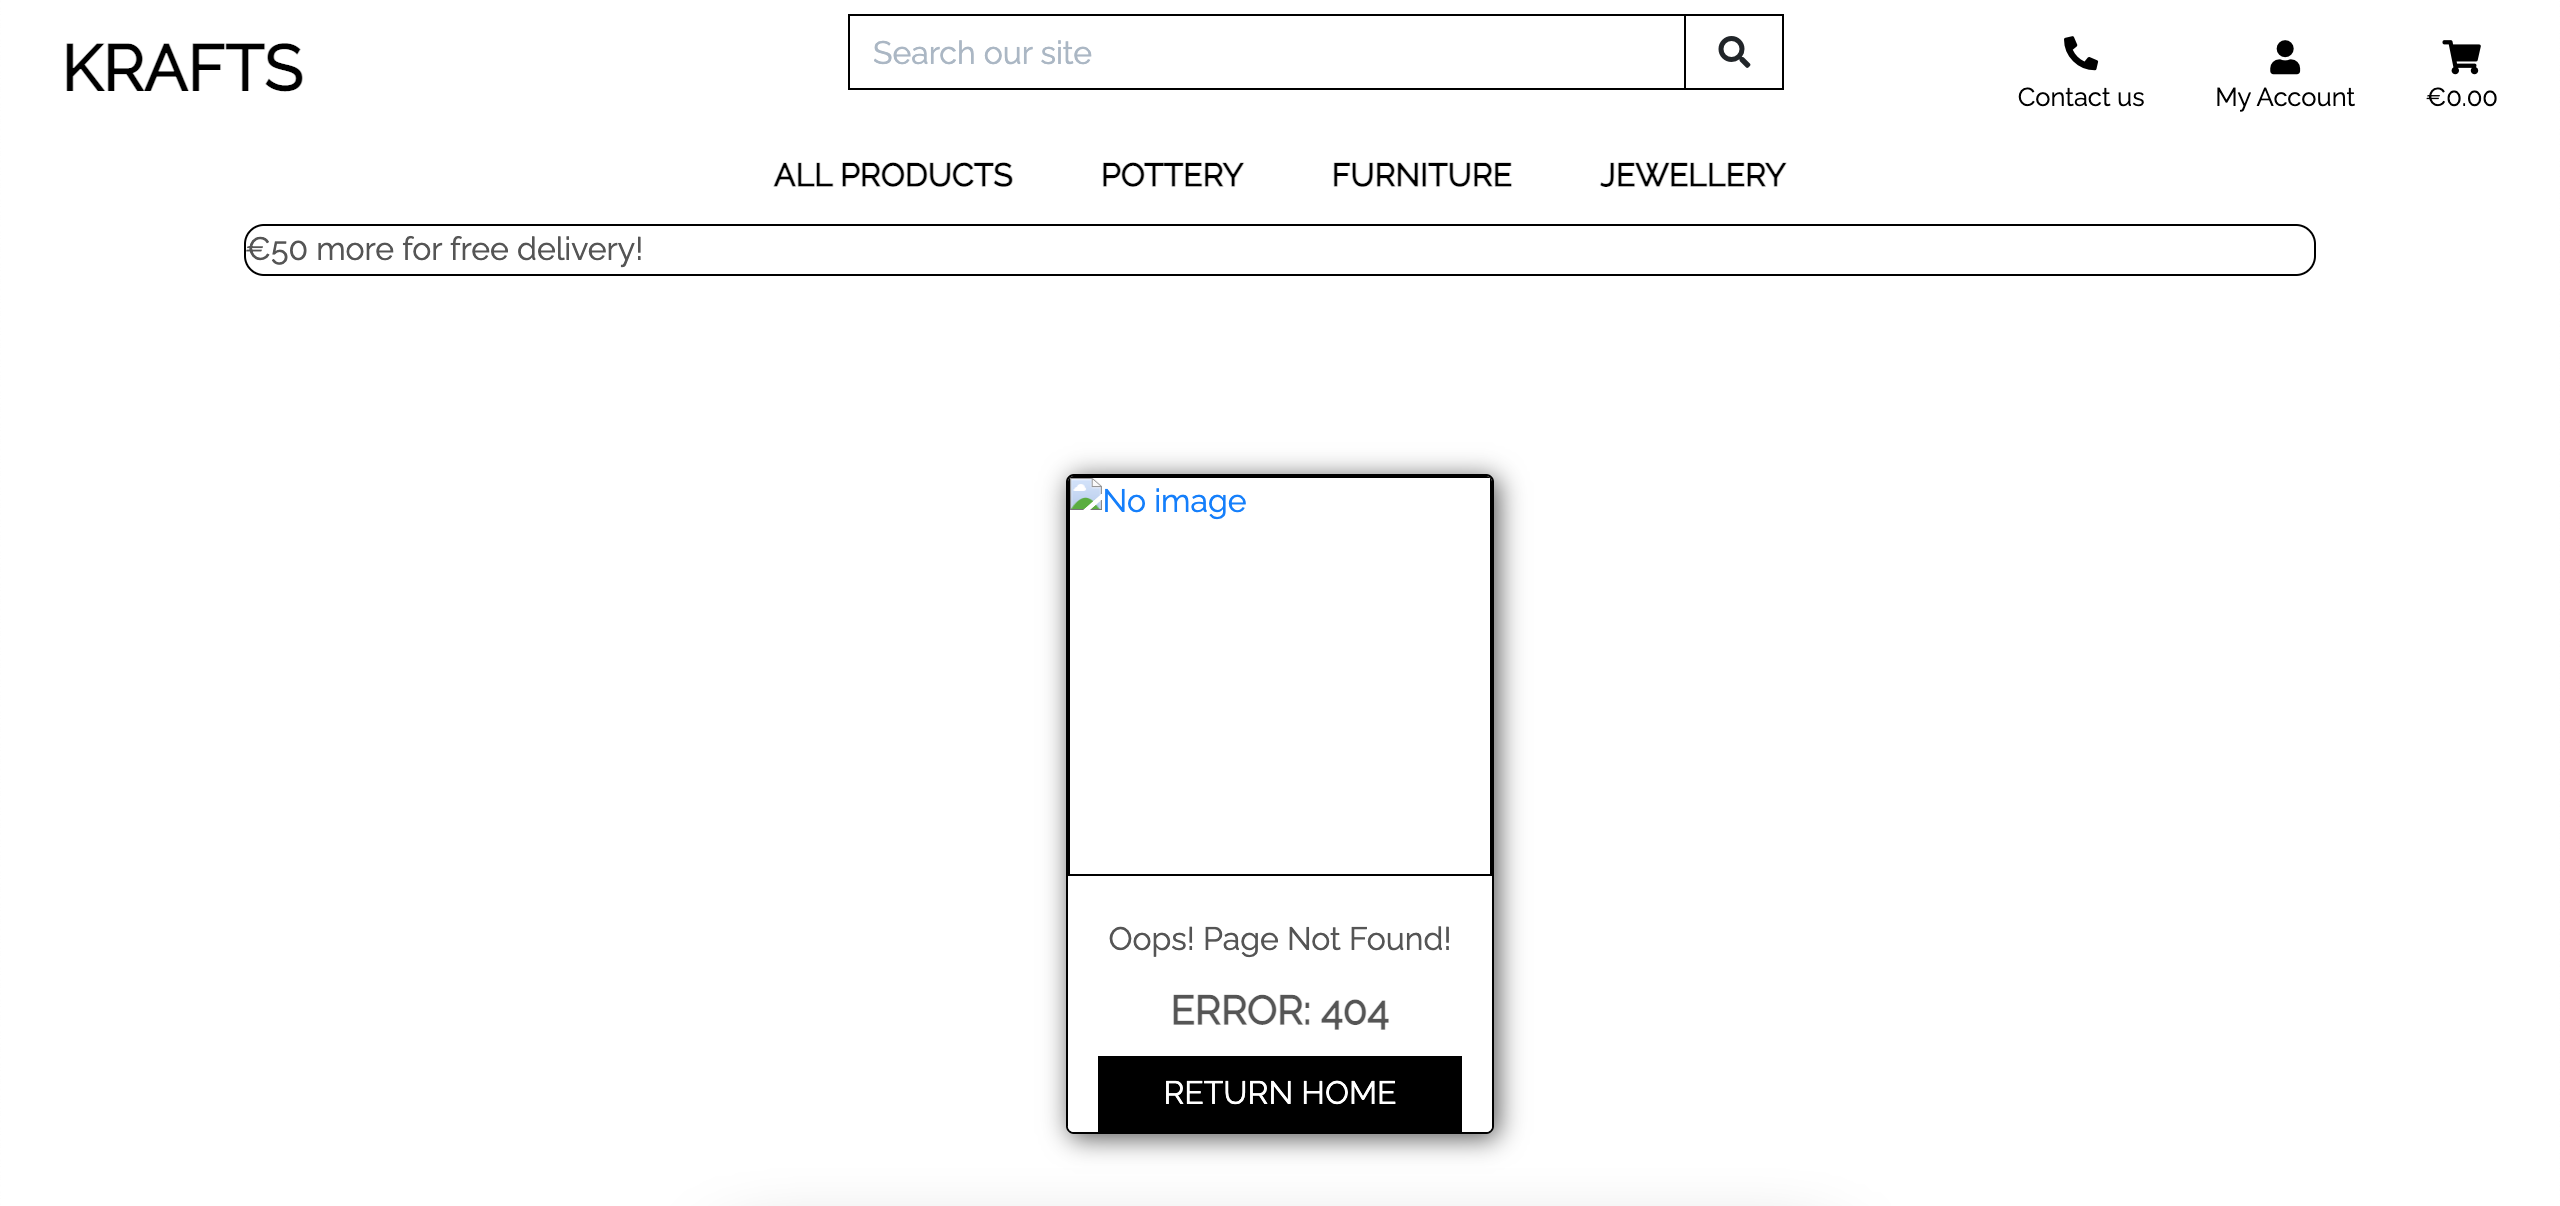 KRAFTS
Search our site
Contact us
My Account
€0.00
ALL PRODUCTS
POTTERY
FURNITURE
JEWELLERY
€50 more for free delivery!
No image
Oops! Page Not Found!
ERROR: 404
RETURN HOME